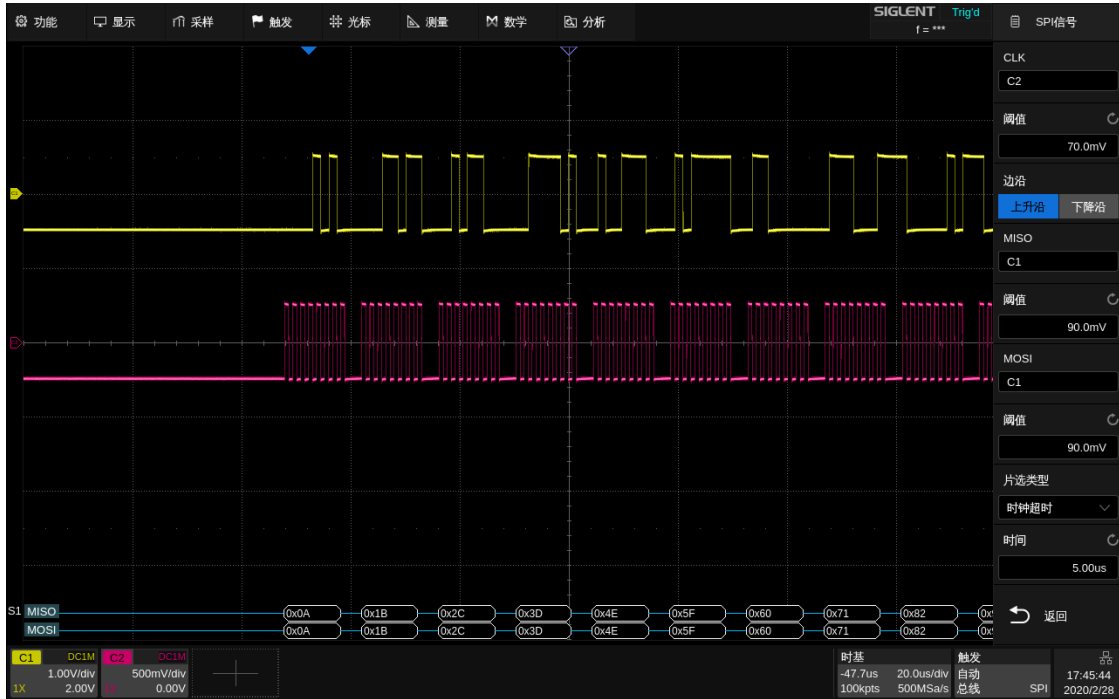 功能 显示 采样 触发 光标 测量 数学 分析 SIGLENT Trig'd
f = ***
SPI信号
CLK
C2
阈值
70.0mV
边沿
上升沿 下降沿
MISO
C1
阈值
90.0mV
MOSI
C1
阈值
90.0mV
片选类型
时钟超时
时间
5.00us
返回
S1 MISO 0x0A 0x1B 0x2C 0x3D 0x4E 0x5F 0x60 0x71 0x82
MOSI 0x0A 0x1B 0x2C 0x3D 0x4E 0x5F 0x60 0x71 0x82
C1 DC1M C2 DC1M
1.00V/div 500mV/div
1X 2.00V 1X 0.00V
时基 触发
-47.7us 20.0us/div 自动
100kpts 500MSa/s 总线 SPI
17:45:44
2020/2/28